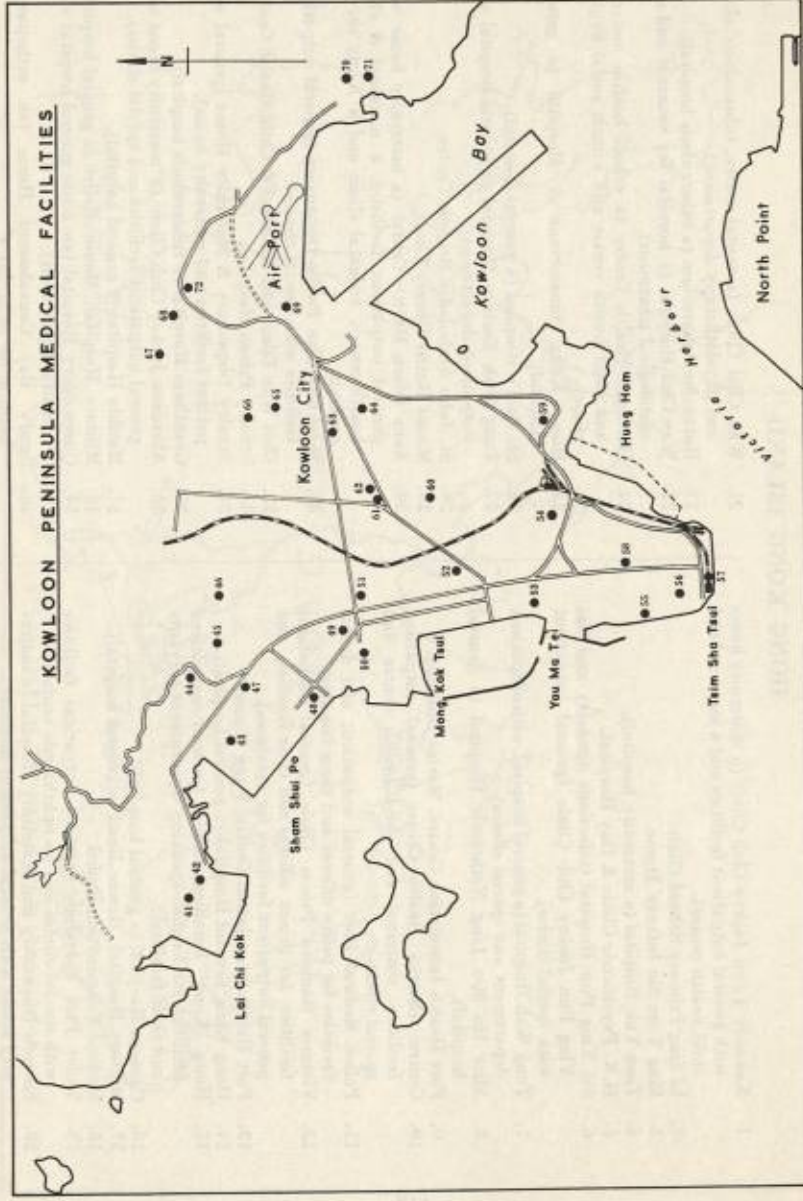 KOWLOON PENINSULA MEDICAL FACILITIES
N
67
68
72
70
71
44
45
46
66
65
Air Port
69
41
42
43
47
Kowloon City
Lai Chi Kok
48
49
63
64
Sham Shui Po
50
51
62
61
60
Kowloon Bay
Mong Kok Tsui
52
53
54
59
Yau Ma Tei
Hung Hom
58
55
56
57
Tsim Sha Tsui
Victoria Harbour
North Point